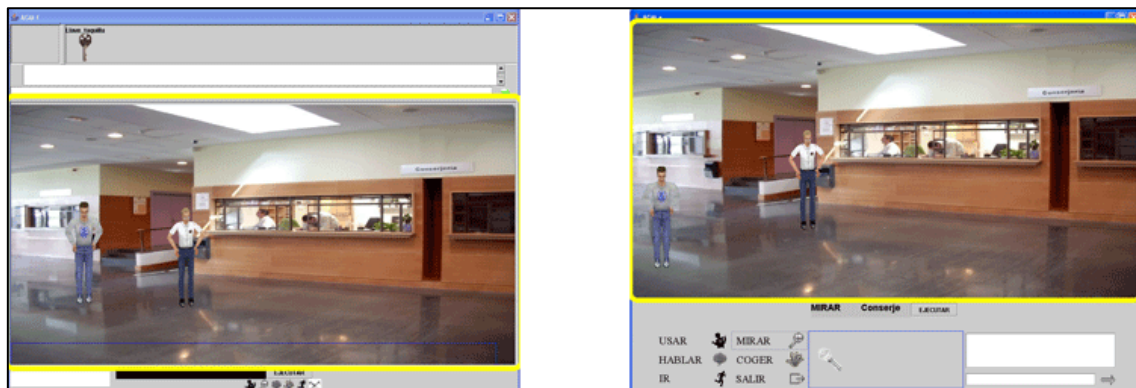 Llave_taquilla
Conserjeria
EJECUTAR
Conserjeria
MIRAR Conserje EJECUTAR
USAR MIRAR
HABLAR COGER
IR SALIR